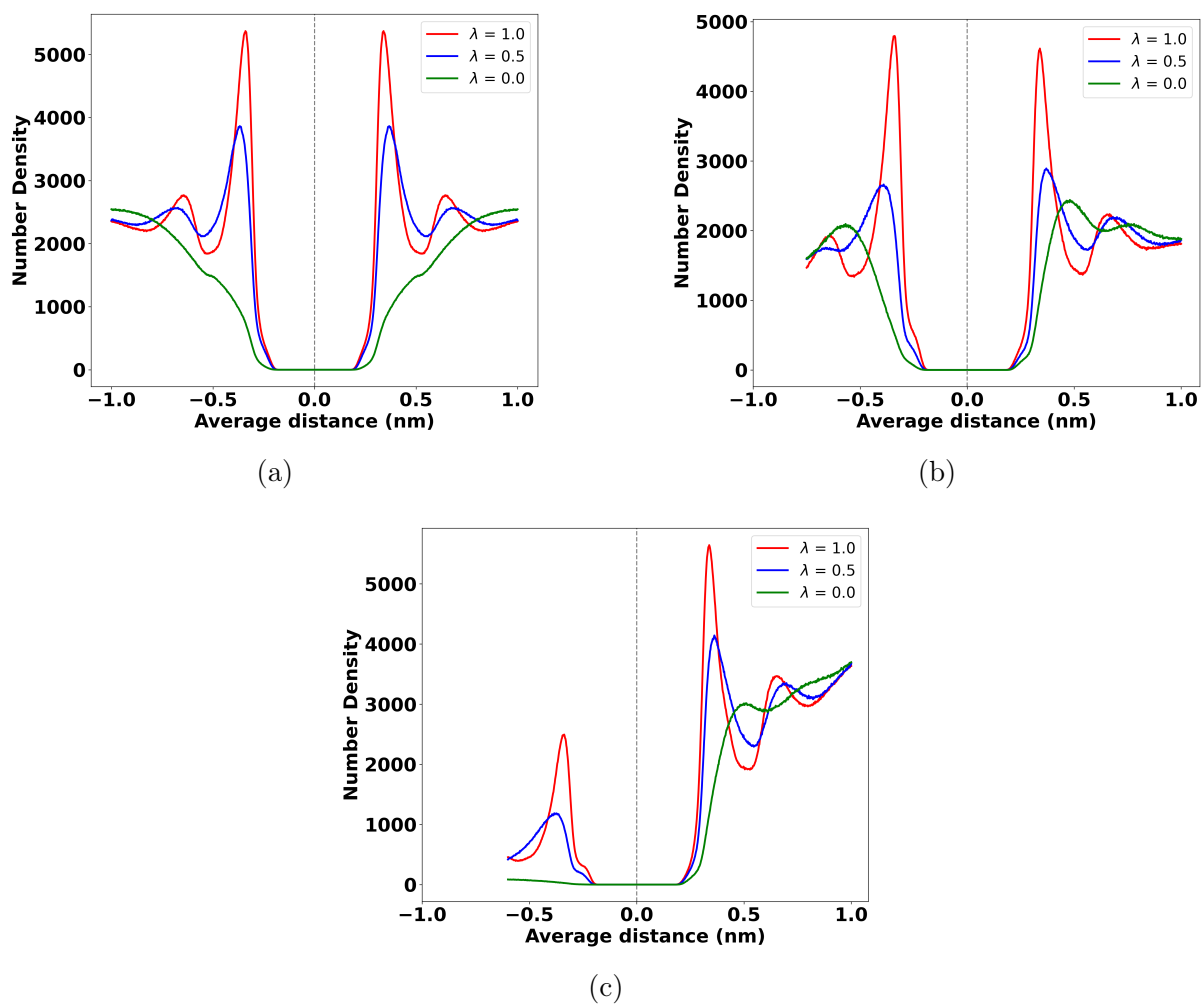 λ = 1.0
λ = 0.5
λ = 0.0
Number Density
5000
4000
3000
2000
1000
0
−1.0 −0.5 0.0 0.5 1.0
Average distance (nm)
(a)
λ = 1.0
λ = 0.5
λ = 0.0
Number Density
5000
4000
3000
2000
1000
0
−1.0 −0.5 0.0 0.5 1.0
Average distance (nm)
(b)
λ = 1.0
λ = 0.5
λ = 0.0
Number Density
5000
4000
3000
2000
1000
0
−1.0 −0.5 0.0 0.5 1.0
Average distance (nm)
(c)